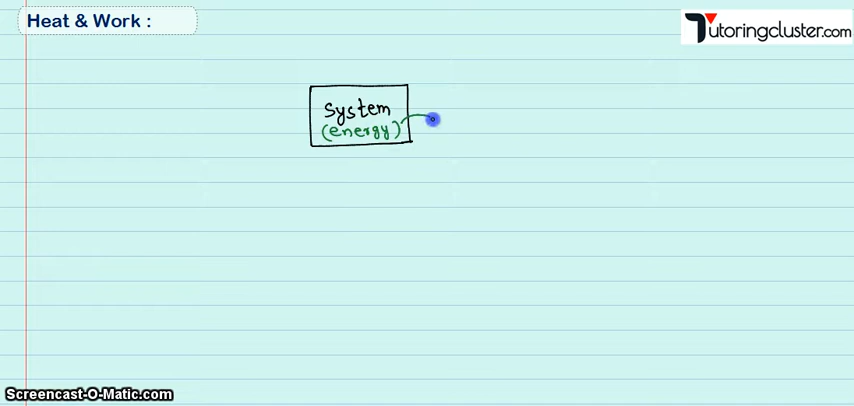 Heat & Work :
Tutoringcluster.com
system
(energy)
Screencast-O-Matic.com